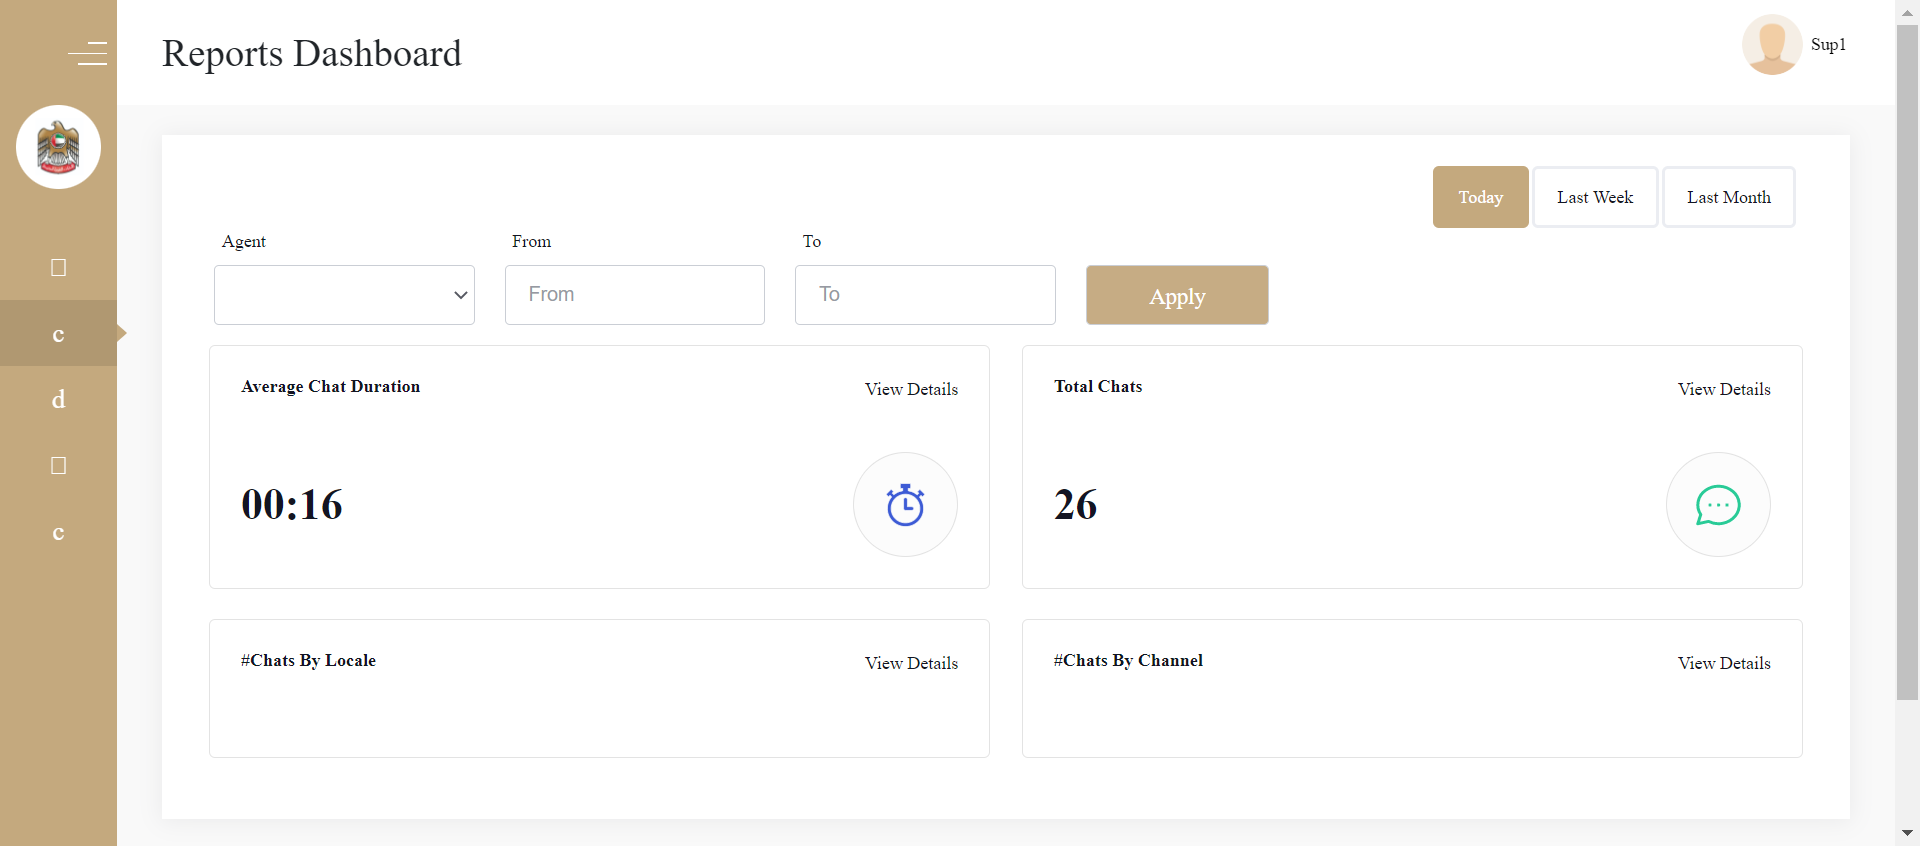 Reports Dashboard
Sup1
Today
Last Week
Last Month
Agent
From
To
From
To
Apply
c
d
c
Average Chat Duration
View Details
Total Chats
View Details
00:16
26
#Chats By Locale
View Details
#Chats By Channel
View Details